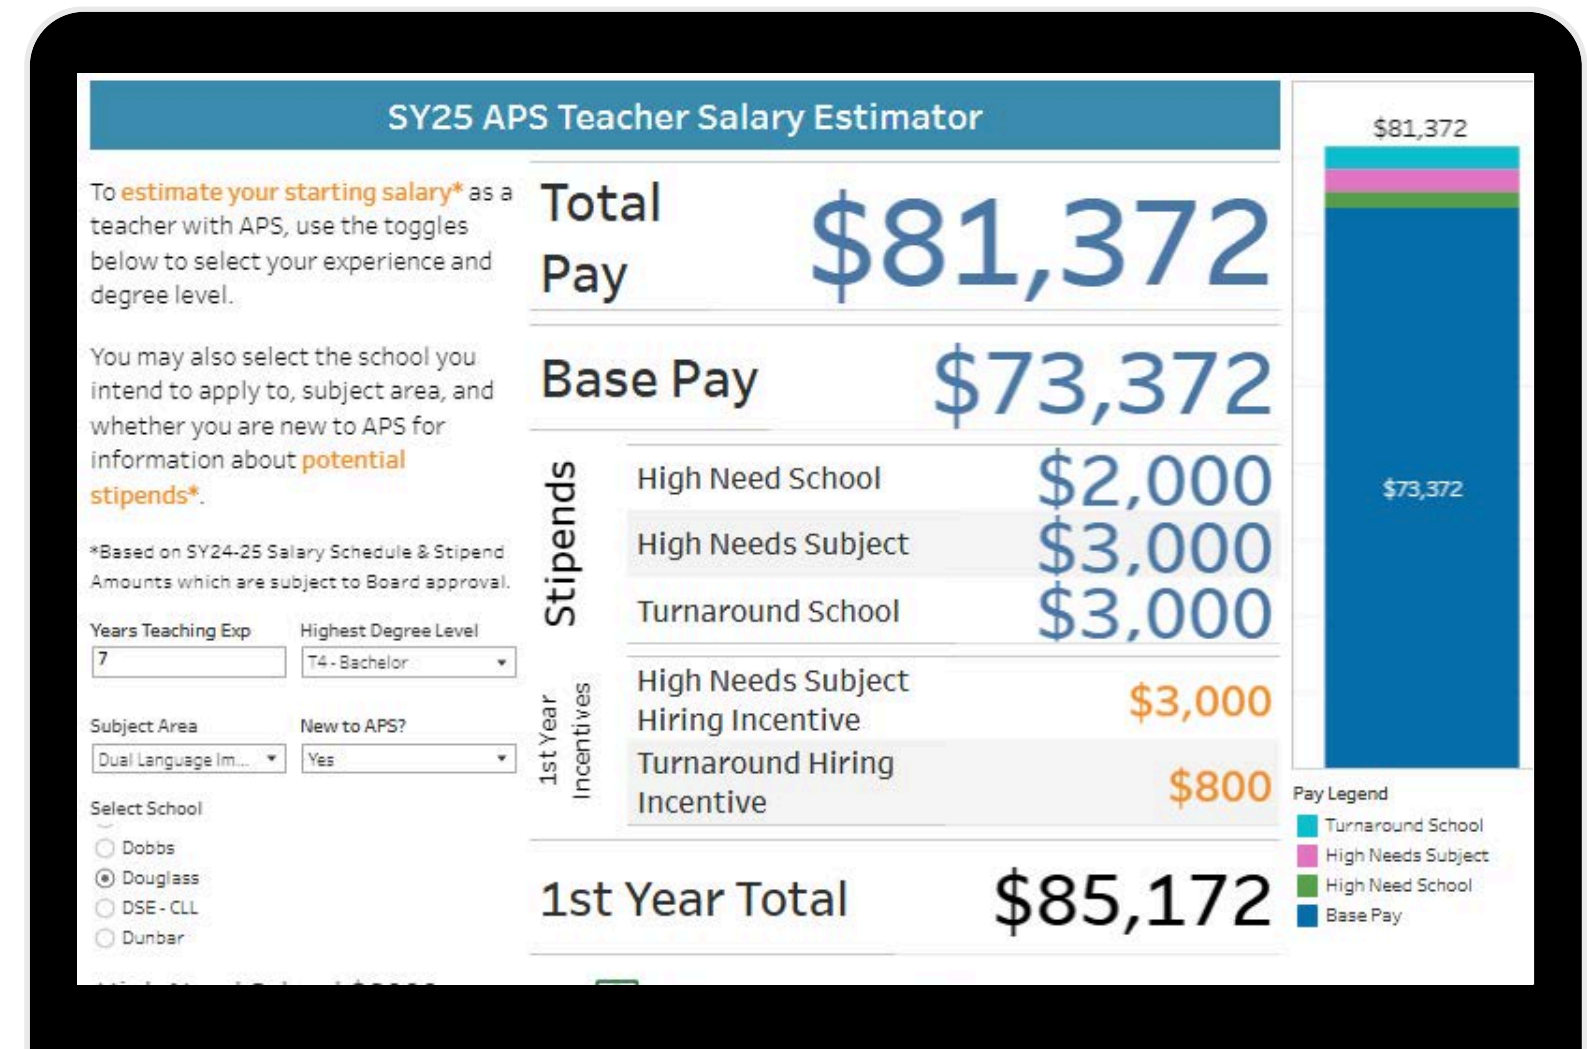 SY25 APS Teacher Salary Estimator
To estimate your starting salary* as a
teacher with APS, use the toggles
below to select your experience and
degree level.
You may also select the school you
intend to apply to, subject area, and
whether you are new to APS for
information about potential
stipends*.
*Based on SY24-25 Salary Schedule & Stipend
Amounts which are subject to Board approval.
Years Teaching Exp
7
Highest Degree Level
T4 - Bachelor
Subject Area
Dual Language Im...
New to APS?
Yes
Select School
Dobbs
Douglass
DSE - CLL
Dunbar
Total
Pay
$81,372
Base Pay
$73,372
Stipends
High Need School
$2,000
High Needs Subject
$3,000
Turnaround School
$3,000
1st Year
Incentives
High Needs Subject
Hiring Incentive
$3,000
Turnaround Hiring
Incentive
$800
1st Year Total
$85,172
$81,372
$73,372
Pay Legend
Turnaround School
High Needs Subject
High Need School
Base Pay